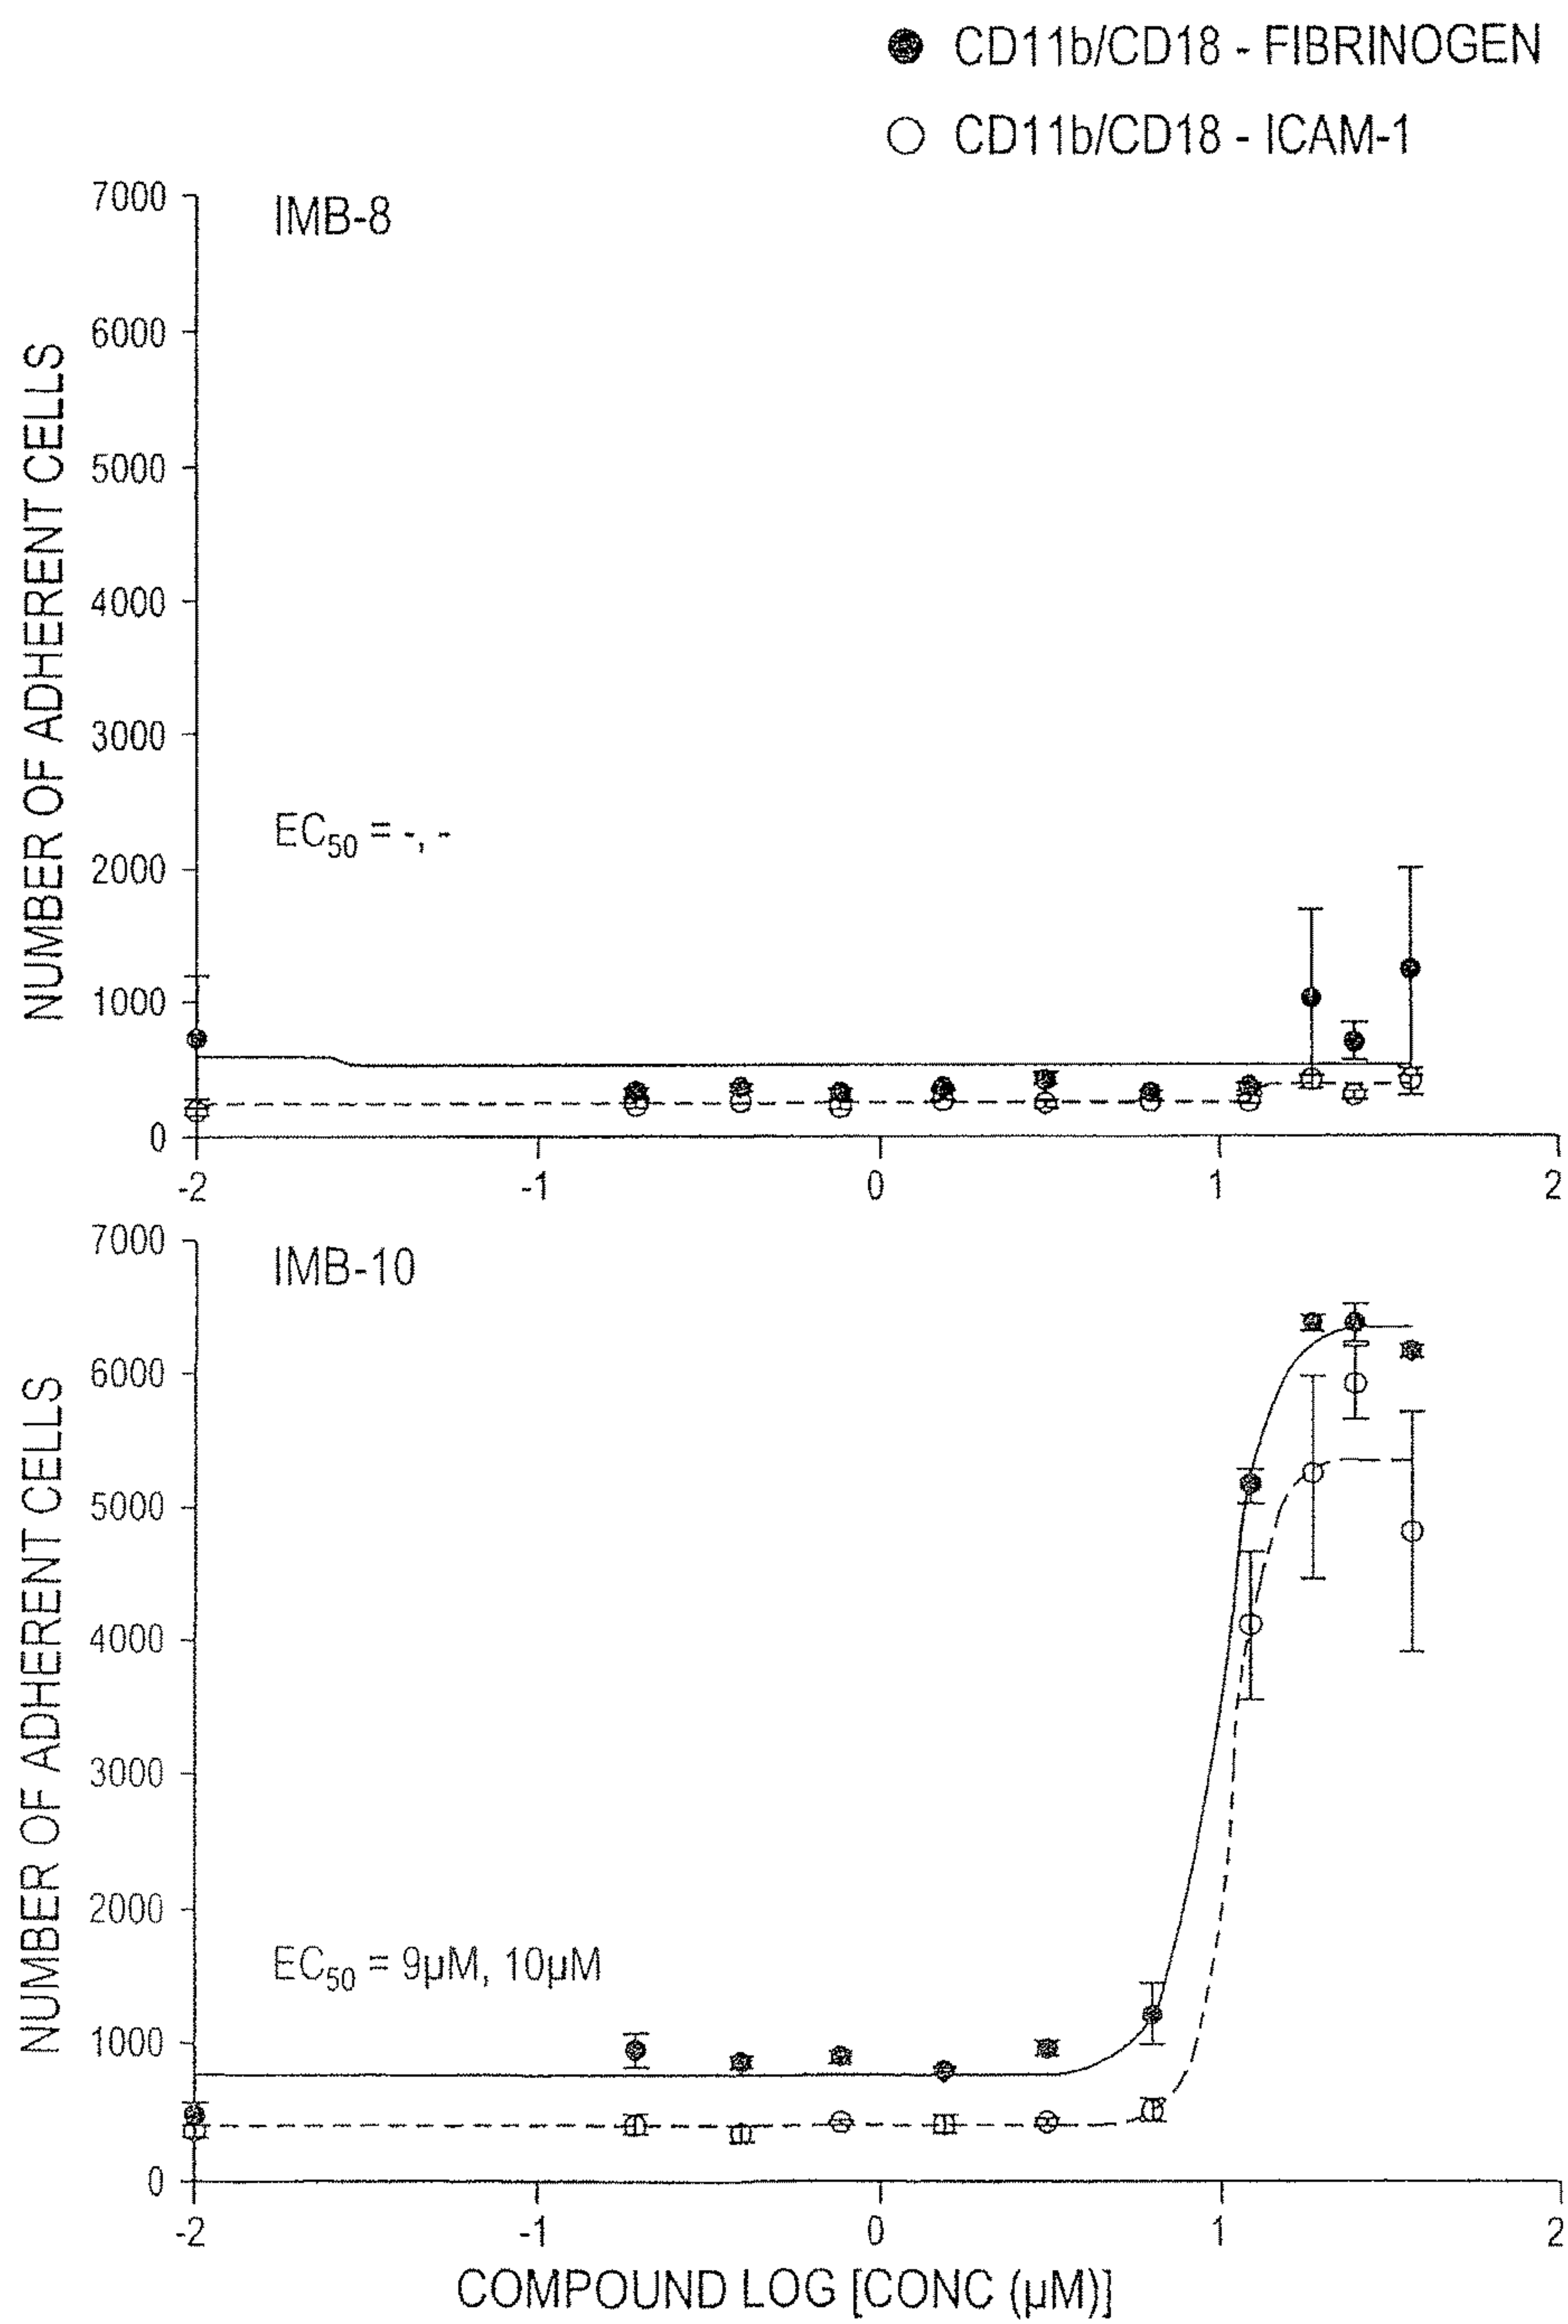 CD11b/CD18 - FIBRINOGEN
CD11b/CD18 - ICAM-1
NUMBER OF ADHERENT CELLS
7000
6000
5000
4000
3000
2000
1000
0
IMB-8
EC50 = -, -
-2 -1 0 1 2
NUMBER OF ADHERENT CELLS
7000
6000
5000
4000
3000
2000
1000
0
IMB-10
EC50 = 9µM, 10µM
-2 -1 0 1 2
COMPOUND LOG [CONC (µM)]